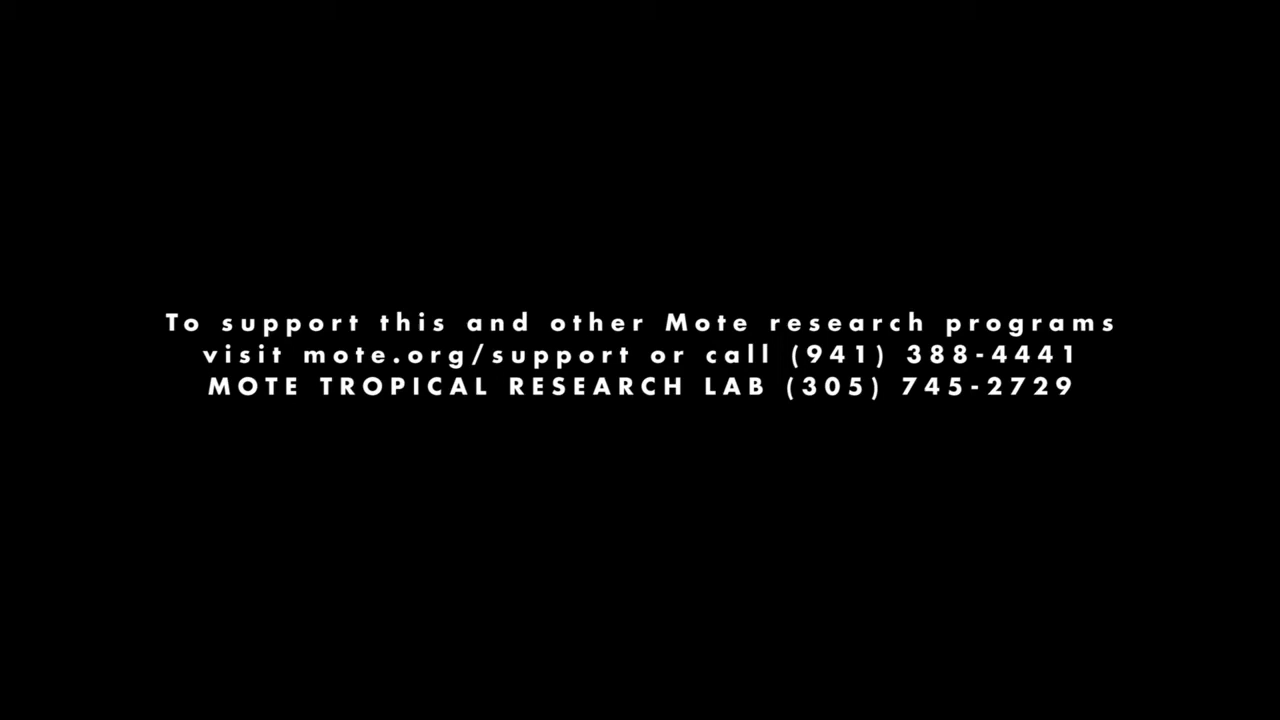 To support this and other Mote research programs
visit mote.org/support or call (941) 388-4441
MOTE TROPICAL RESEARCH LAB (305) 745-2729